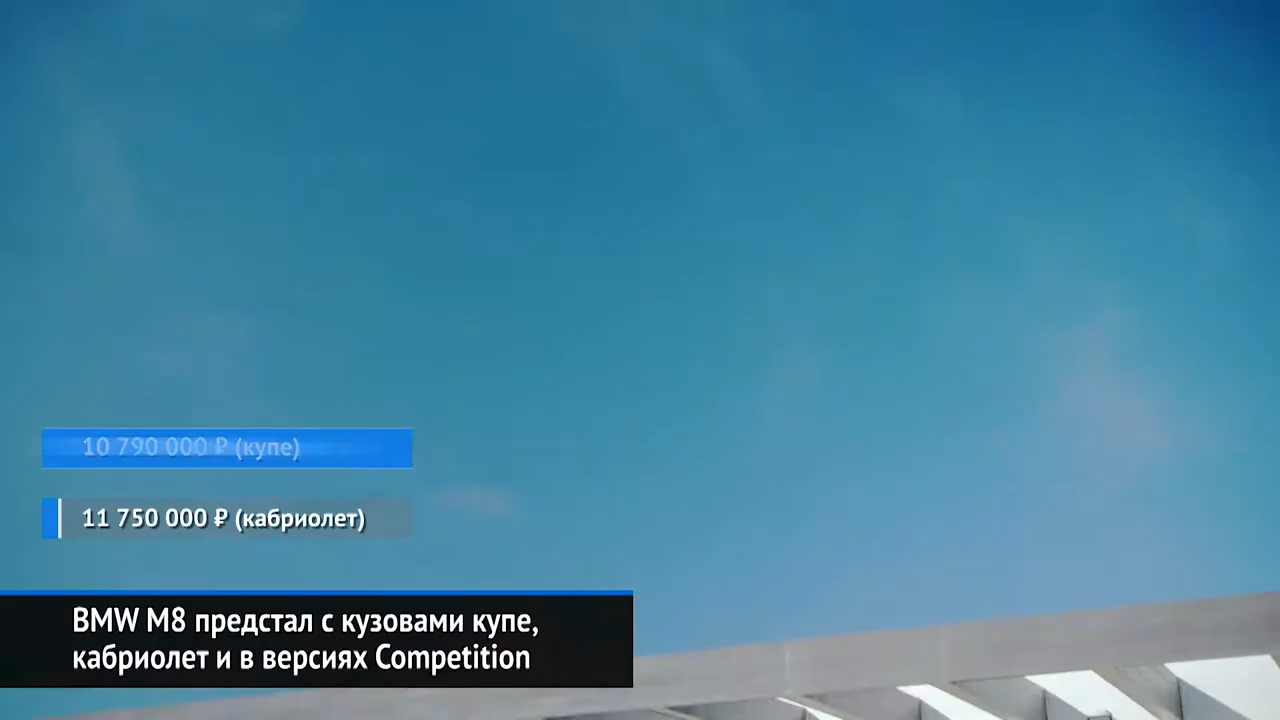 10 790 000 ₽ (купе)
11 750 000 ₽ (кабриолет)
BMW M8 предстал с кузовами купе,
кабриолет и в версиях Competition